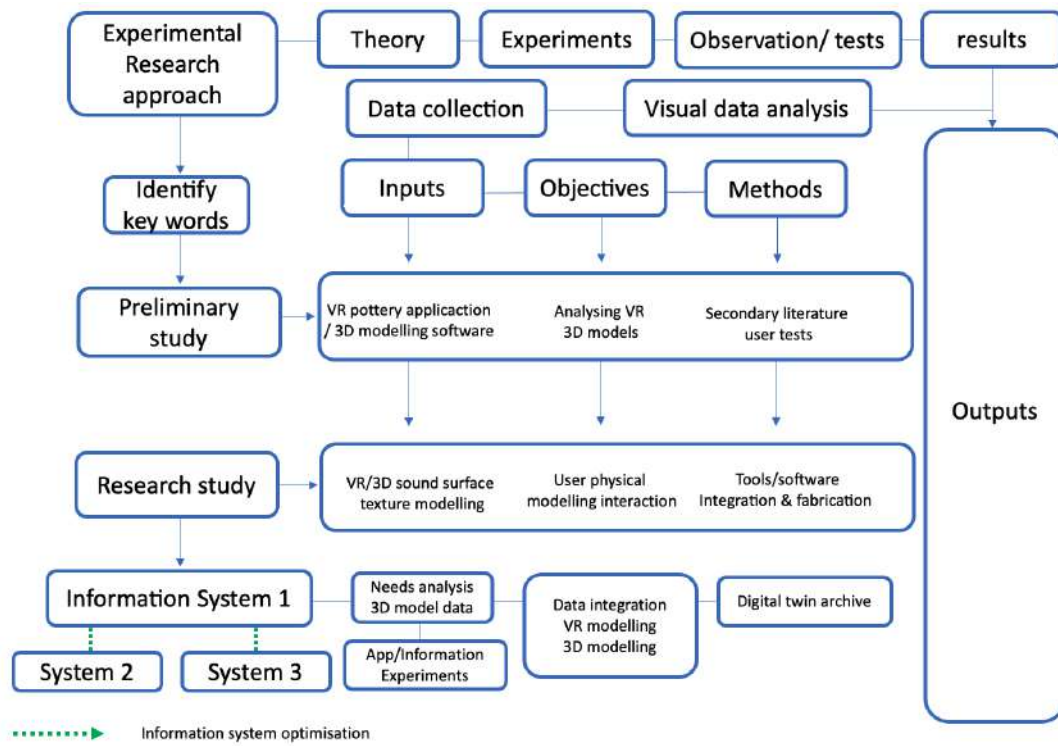 Experimental
Research
approach
Theory
Experiments
Observation/ tests
results
Data collection
Visual data analysis
Identify
key words
Inputs
Objectives
Methods
Preliminary
study
VR pottery applicaction
/ 3D modelling software
Analysing VR
3D models
Secondary literature
user tests
Outputs
Research study
VR/3D sound surface
texture modelling
User physical
modelling interaction
Tools/software
Integration & fabrication
Information System 1
Needs analysis
3D model data
Data integration
VR modelling
3D modelling
Digital twin archive
System 2
System 3
App/Information
Experiments
Information system optimisation